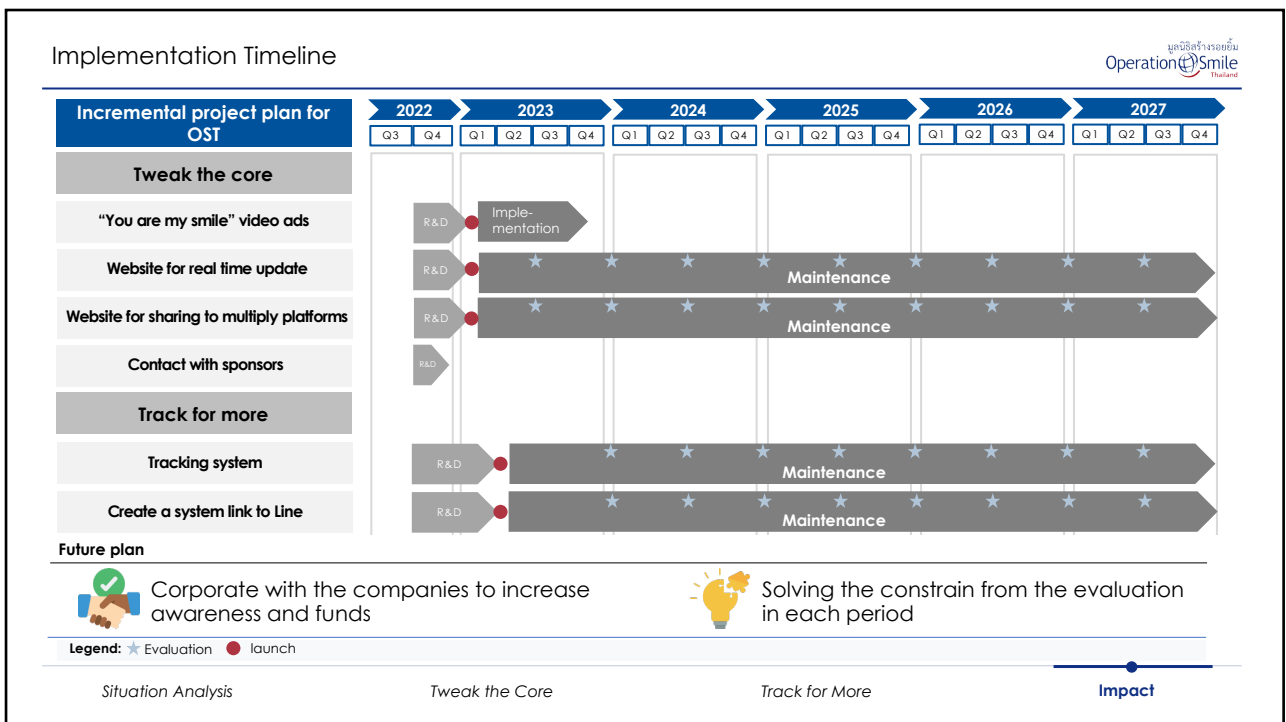 Implementation Timeline
มูลนิธิสร้างรอยยิ้ม
Operation Smile
Thailand
Incremental project plan for
OST
2022 2023 2024 2025 2026 2027
Q3 Q4 Q1 Q2 Q3 Q4 Q1 Q2 Q3 Q4 Q1 Q2 Q3 Q4 Q1 Q2 Q3 Q4 Q1 Q2 Q3 Q4
Tweak the core
“You are my smile” video ads
R&D
Imple-
mentation
Website for real time update
R&D
Maintenance
Website for sharing to multiply platforms
R&D
Maintenance
Contact with sponsors
R&D
Track for more
Tracking system
R&D
Maintenance
Create a system link to Line
R&D
Maintenance
Future plan
Corporate with the companies to increase
awareness and funds
Solving the constrain from the evaluation
in each period
Legend: Evaluation launch
Situation Analysis Tweak the Core Track for More Impact